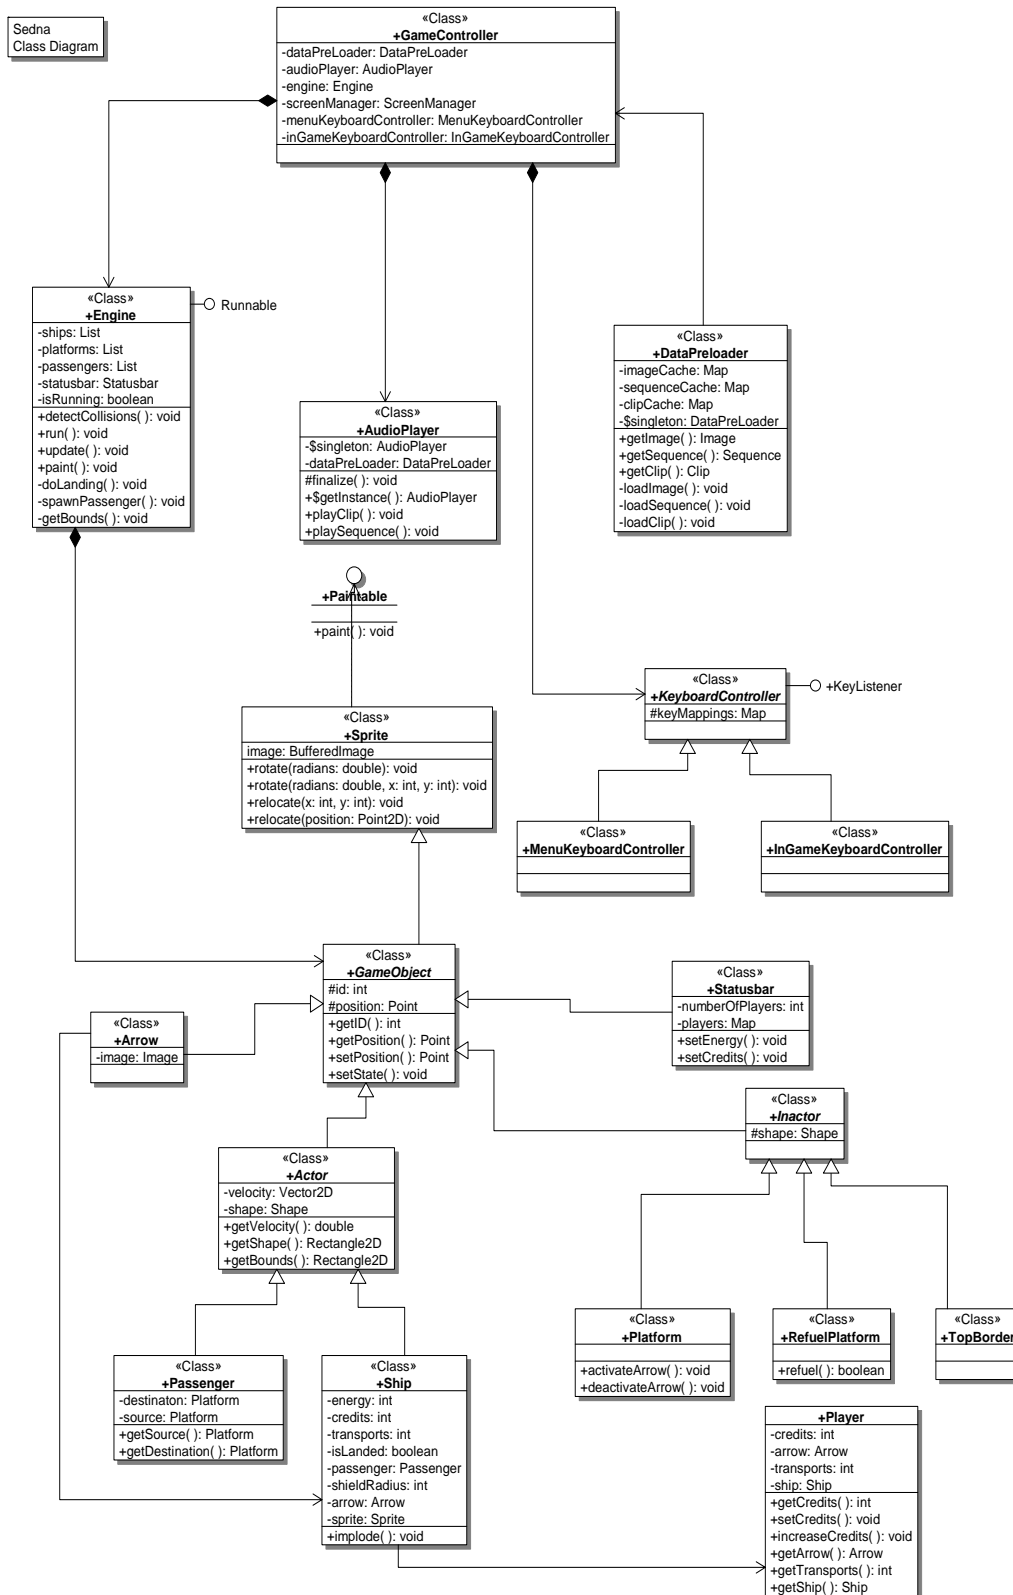 Sedna
Class Diagram
«Class»
+GameController
-dataPreLoader: DataPreLoader
-audioPlayer: AudioPlayer
-engine: Engine
-screenManager: ScreenManager
-menuKeyboardController: MenuKeyboardController
-inGameKeyboardController: InGameKeyboardController
«Class»
+Engine
-ships: List
-platforms: List
-passengers: List
-statusbar: Statusbar
-isRunning: boolean
+detectCollisions( ): void
+run( ): void
+update( ): void
+paint( ): void
-doLanding( ): void
-spawnPassenger( ): void
-getBounds( ): void
Runnable
«Class»
+DataPreloader
-imageCache: Map
-sequenceCache: Map
-clipCache: Map
-$singleton: DataPreLoader
+getImage( ): Image
+getSequence( ): Sequence
+getClip( ): Clip
-loadImage( ): void
-loadSequence( ): void
-loadClip( ): void
«Class»
+AudioPlayer
-$singleton: AudioPlayer
-dataPreLoader: DataPreLoader
#finalize( ): void
+$getInstance( ): AudioPlayer
+playClip( ): void
+playSequence( ): void
+Paintable
+paint( ): void
«Class»
+KeyboardController
#keyMappings: Map
+KeyListener
«Class»
+Sprite
image: BufferedImage
+rotate(radians: double): void
+rotate(radians: double, x: int, y: int): void
+relocate(x: int, y: int): void
+relocate(position: Point2D): void
«Class»
+MenuKeyboardController
«Class»
+InGameKeyboardController
«Class»
+GameObject
#id: int
#position: Point
+getID( ): int
+getPosition( ): Point
+setPosition( ): Point
+setState( ): void
«Class»
+Statusbar
-numberOfPlayers: int
-players: Map
+setEnergy( ): void
+setCredits( ): void
«Class»
+Arrow
-image: Image
«Class»
+Inactor
#shape: Shape
«Class»
+Actor
-velocity: Vector2D
-shape: Shape
+getVelocity( ): double
+getShape( ): Rectangle2D
+getBounds( ): Rectangle2D
«Class»
+Platform
+activateArrow( ): void
+deactivateArrow( ): void
«Class»
+RefuelPlatform
+refuel( ): boolean
«Class»
+TopBorder
«Class»
+Passenger
-destinaton: Platform
-source: Platform
+getSource( ): Platform
+getDestination( ): Platform
«Class»
+Ship
-energy: int
-credits: int
-transports: int
-isLanded: boolean
-passenger: Passenger
-shieldRadius: int
-arrow: Arrow
-sprite: Sprite
+implode( ): void
+Player
-credits: int
-arrow: Arrow
-transports: int
-ship: Ship
+getCredits( ): int
+setCredits( ): void
+increaseCredits( ): void
+getArrow( ): Arrow
+getTransports( ): int
+getShip( ): Ship